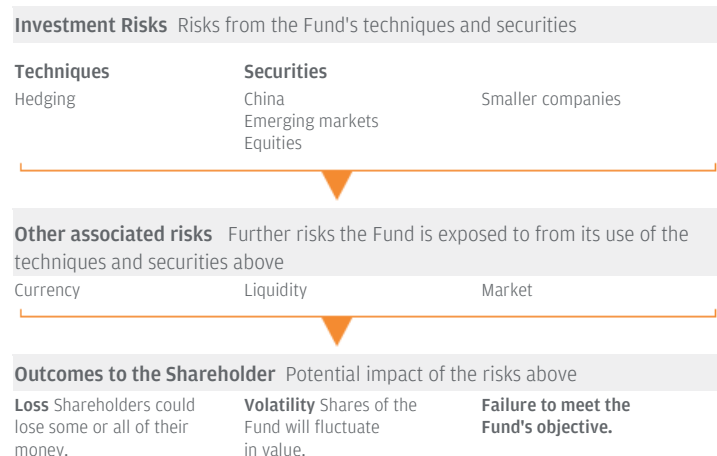 Investment Risks Risks from the Fund's techniques and securities
Techniques Securities
Hedging China Smaller companies
Emerging markets
Equities
Other associated risks Further risks the Fund is exposed to from its use of the
techniques and securities above
Currency Liquidity Market
Outcomes to the Shareholder Potential impact of the risks above
Loss Shareholders could
lose some or all of their
money.
Volatility Shares of the
Fund will fluctuate
in value.
Failure to meet the
Fund's objective.